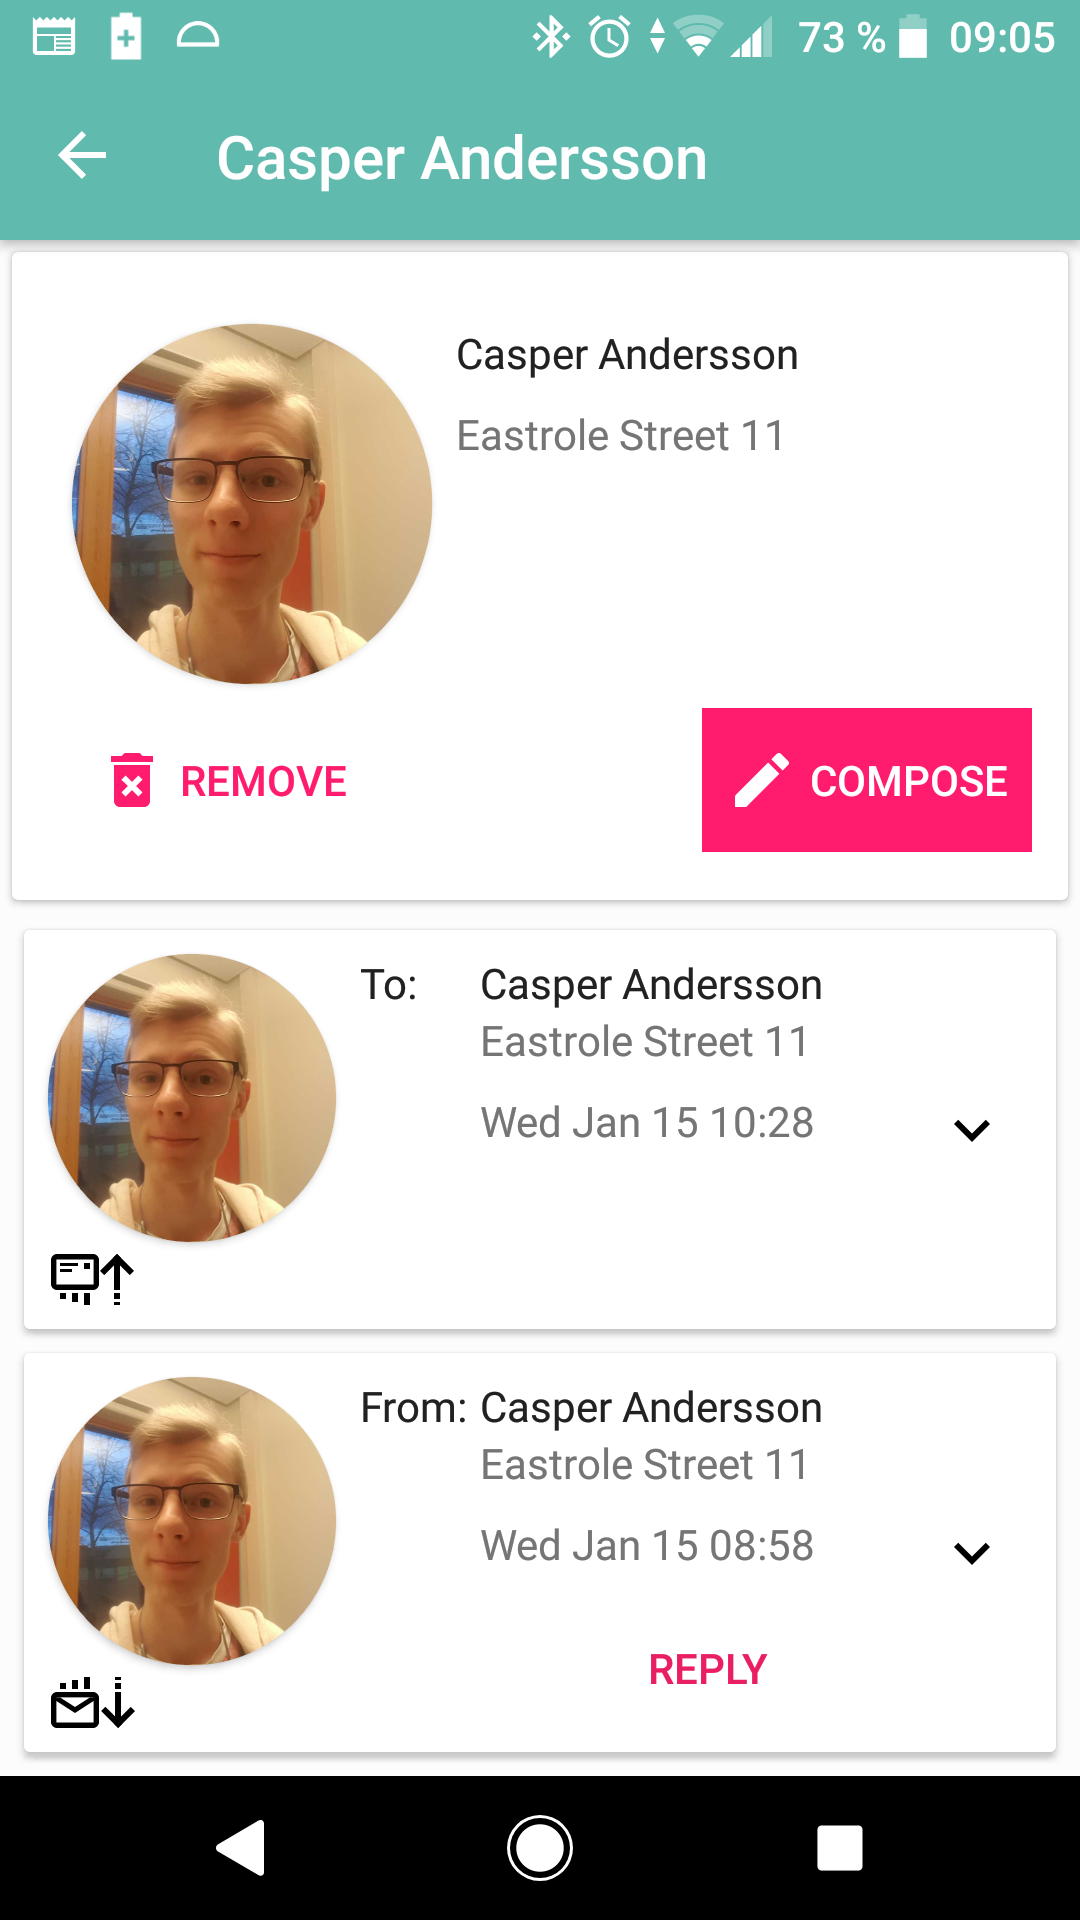 73 % 09:05
Casper Andersson
Casper Andersson
Eastrole Street 11
REMOVE
COMPOSE
To: Casper Andersson
Eastrole Street 11
Wed Jan 15 10:28
From: Casper Andersson
Eastrole Street 11
Wed Jan 15 08:58
REPLY